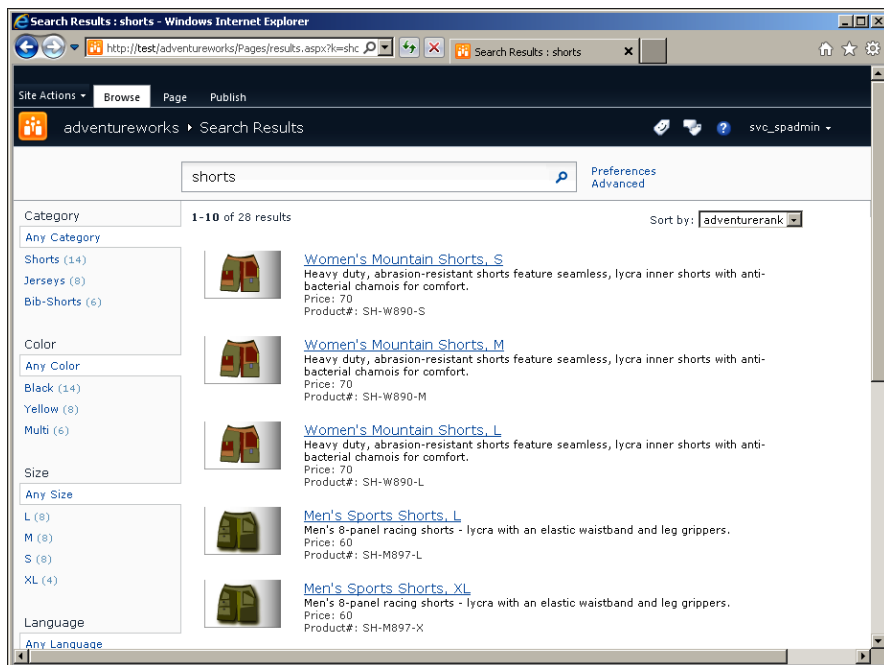 Search Results : shorts - Windows Internet Explorer
http://test/adventureworks/Pages/results.aspx?k=shc
Search Results : shorts
Site Actions
Browse
Page
Publish
adventureworks
Search Results
svc_spadmin
shorts
Preferences
Advanced
Category
Any Category
Shorts (14)
Jerseys (8)
Bib-Shorts (6)
Color
Any Color
Black (14)
Yellow (8)
Multi (6)
Size
Any Size
L (8)
M (8)
S (8)
XL (4)
Language
Any Language
1-10 of 28 results
Sort by: adventurerank
Women's Mountain Shorts, S
Heavy duty, abrasion-resistant shorts feature seamless, lycra inner shorts with anti-
bacterial chamois for comfort.
Price: 70
Product#: SH-W890-S
Women's Mountain Shorts, M
Heavy duty, abrasion-resistant shorts feature seamless, lycra inner shorts with anti-
bacterial chamois for comfort.
Price: 70
Product#: SH-W890-M
Women's Mountain Shorts, L
Heavy duty, abrasion-resistant shorts feature seamless, lycra inner shorts with anti-
bacterial chamois for comfort.
Price: 70
Product#: SH-W890-L
Men's Sports Shorts, L
Men's 8-panel racing shorts - lycra with an elastic waistband and leg grippers.
Price: 60
Product#: SH-M897-L
Men's Sports Shorts, XL
Men's 8-panel racing shorts - lycra with an elastic waistband and leg grippers.
Price: 60
Product#: SH-M897-X